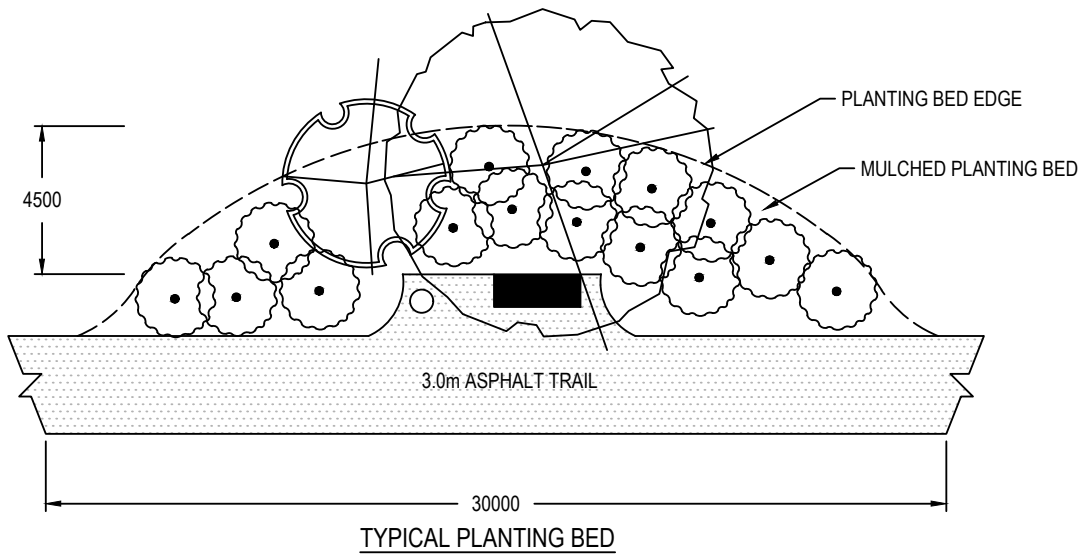 PLANTING BED EDGE
MULCHED PLANTING BED
4500
3.0m ASPHALT TRAIL
30000
TYPICAL PLANTING BED